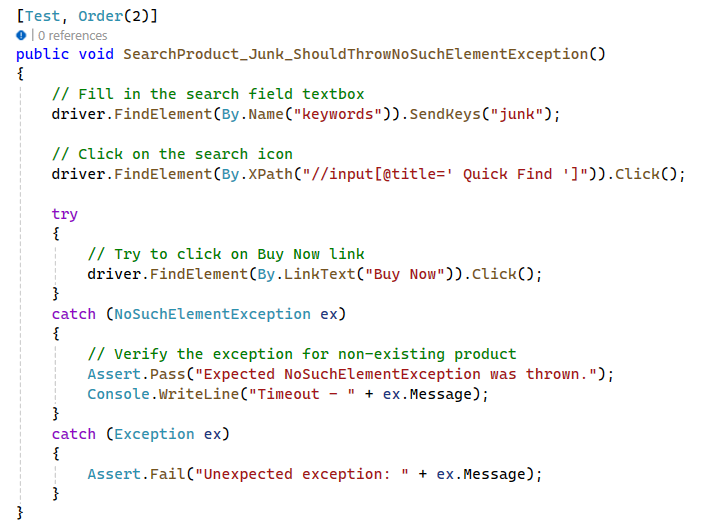 [Test, Order(2)]
| 0 references
public void SearchProduct_Junk_ShouldThrowNoSuchElementException()
{
    // Fill in the search field textbox
    driver.FindElement(By.Name("keywords")).SendKeys("junk");

    // Click on the search icon
    driver.FindElement(By.XPath("//input[@title=' Quick Find ']")).Click();

    try
    {
        // Try to click on Buy Now link
        driver.FindElement(By.LinkText("Buy Now")).Click();
    }
    catch (NoSuchElementException ex)
    {
        // Verify the exception for non-existing product
        Assert.Pass("Expected NoSuchElementException was thrown.");
        Console.WriteLine("Timeout - " + ex.Message);
    }
    catch (Exception ex)
    {
        Assert.Fail("Unexpected exception: " + ex.Message);
    }
}